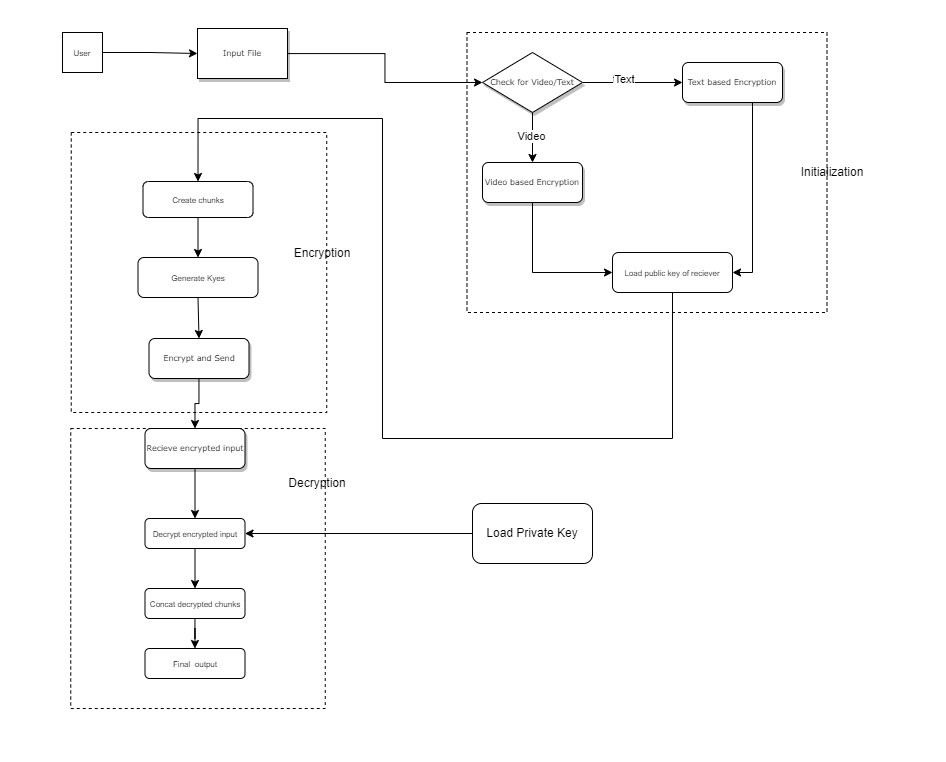 User
Input File
Check for Video/Text
Text
Text based Encryption
Video
Video based Encryption
Initialization
Load public key of reciever
Create chunks
Encryption
Generate Kyes
Encrypt and Send
Recieve encrypted input
Decryption
Decrypt encrypted input
Load Private Key
Concat decrypted chunks
Final output